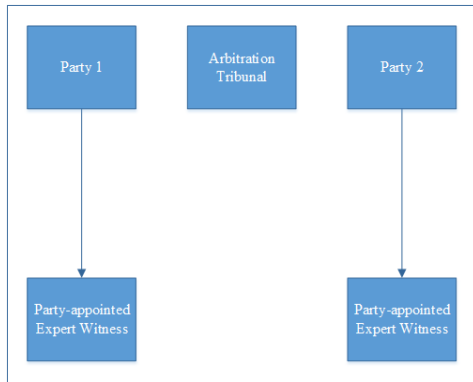 Party 1
Arbitration
Tribunal
Party 2
Party-appointed
Expert Witness
Party-appointed
Expert Witness